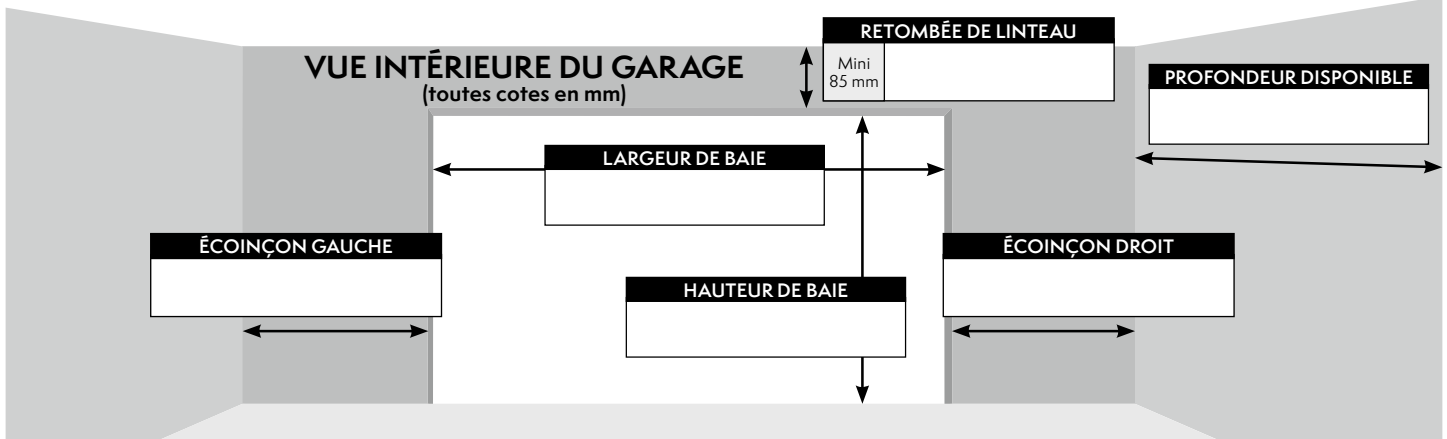 RETOMBÉE DE LINTEAU
Mini
85 mm
VUE INTÉRIEURE DU GARAGE
(toutes cotes en mm)
PROFONDEUR DISPONIBLE
LARGEUR DE BAIE
ÉCOINÇON GAUCHE
ÉCOINÇON DROIT
HAUTEUR DE BAIE